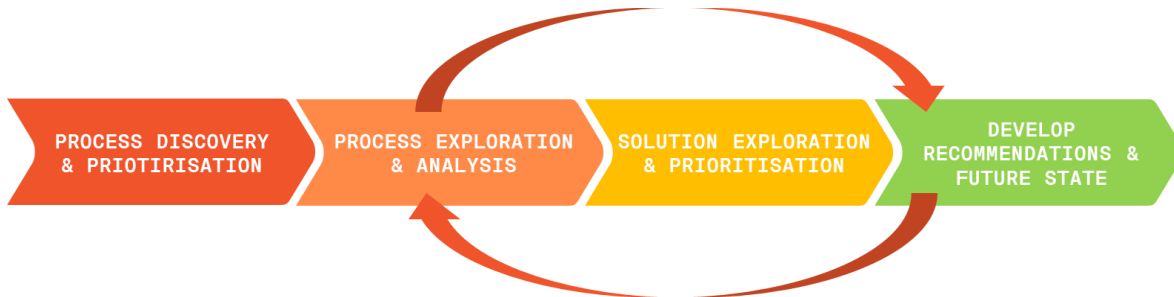 PROCESS DISCOVERY
& PRIOTIRISATION
PROCESS EXPLORATION
& ANALYSIS
SOLUTION EXPLORATION
& PRIORITISATION
DEVELOP
RECOMMENDATIONS &
FUTURE STATE